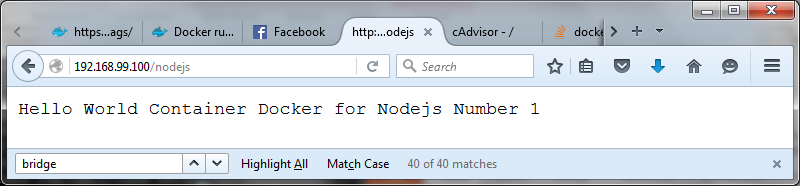 https...ags/ Docker ru... Facebook http:...odejs cAdvisor - / docke
192.168.99.100/nodejs Search
Hello World Container Docker for Nodejs Number 1
bridge Highlight All Match Case 40 of 40 matches